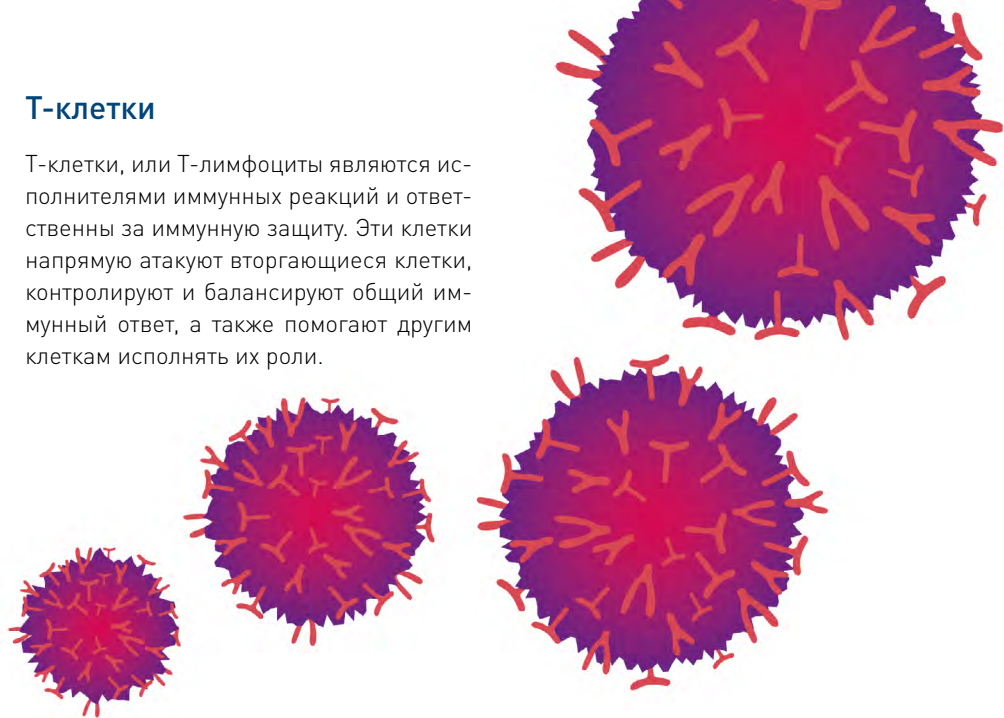 Т-клетки
Т-клетки, или Т-лимфоциты являются ис-
полнителями иммунных реакций и ответ-
ственны за иммунную защиту. Эти клетки
напрямую атакуют вторгающиеся клетки,
контролируют и балансируют общий им-
мунный ответ, а также помогают другим
клеткам исполнять их роли.